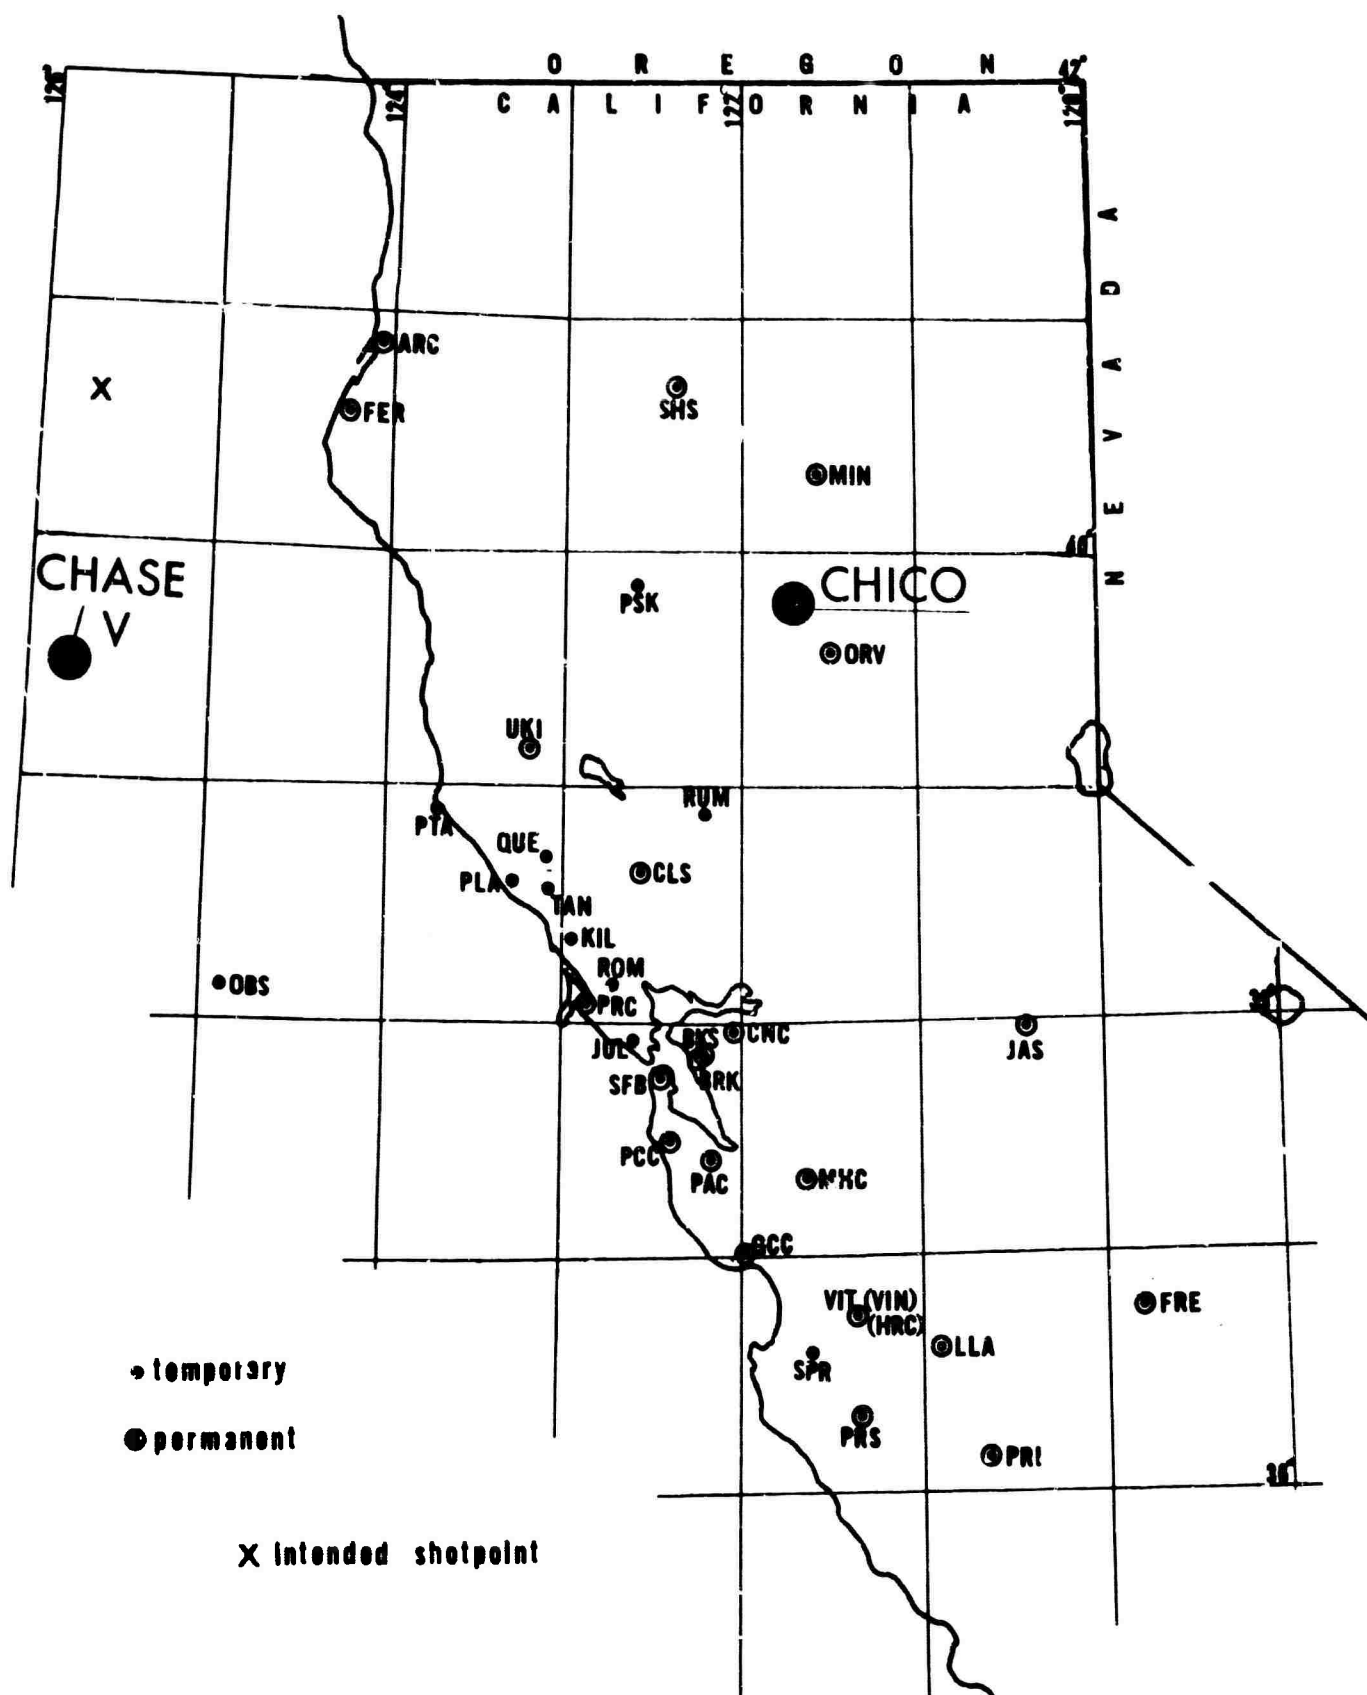 O R E G O N
126° 124° 122° 120° 42°
C A L I F O R N I A
N E V A D A
ARC
X
FER
SHS
MIN
40°
CHASE
V
PSK
CHICO
ORV
UKI
RUM
PTA
QUE
PLA
CLS
TAN
KIL
OBS
ROM
PRC
38°
JUL
BKS
CNC
JAS
SFB
BRK
PCC
PAC
MHC
GCC
VIT (VIN)
(HRC)
FRE
LLA
SPR
PRS
PRI
36°
temporary
permanent
X intended shotpoint